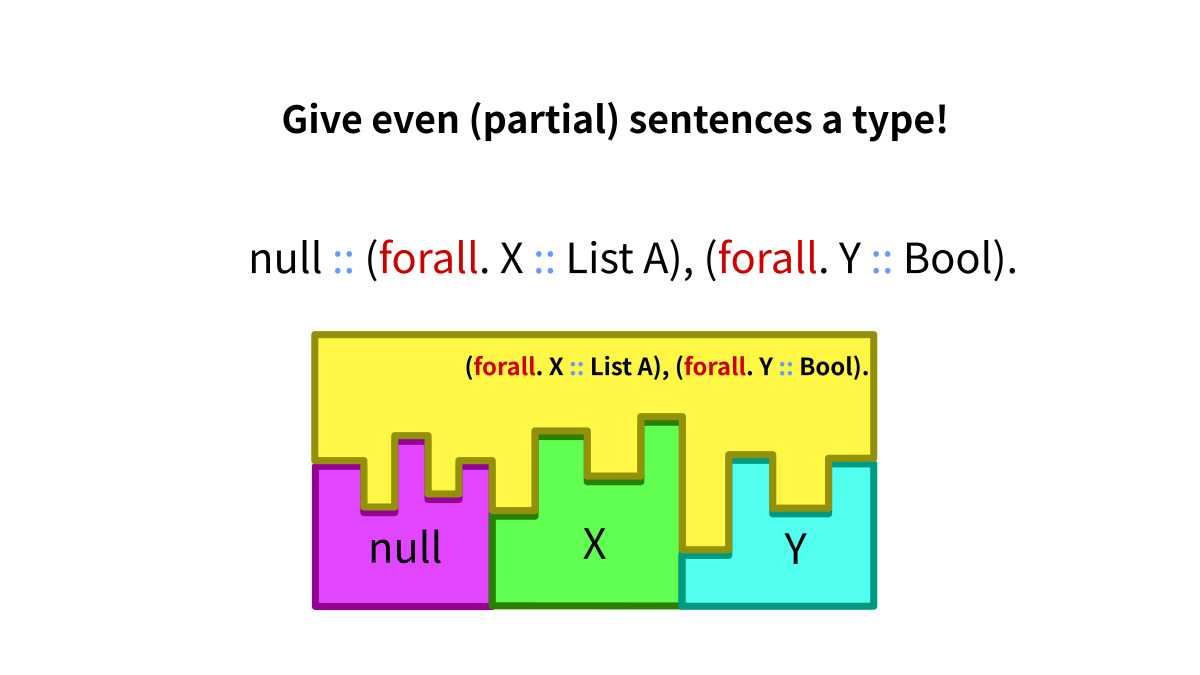 Give even (partial) sentences a type!
null :: (forall. X :: List A), (forall. Y :: Bool).
(forall. X :: List A), (forall. Y :: Bool).
null X Y